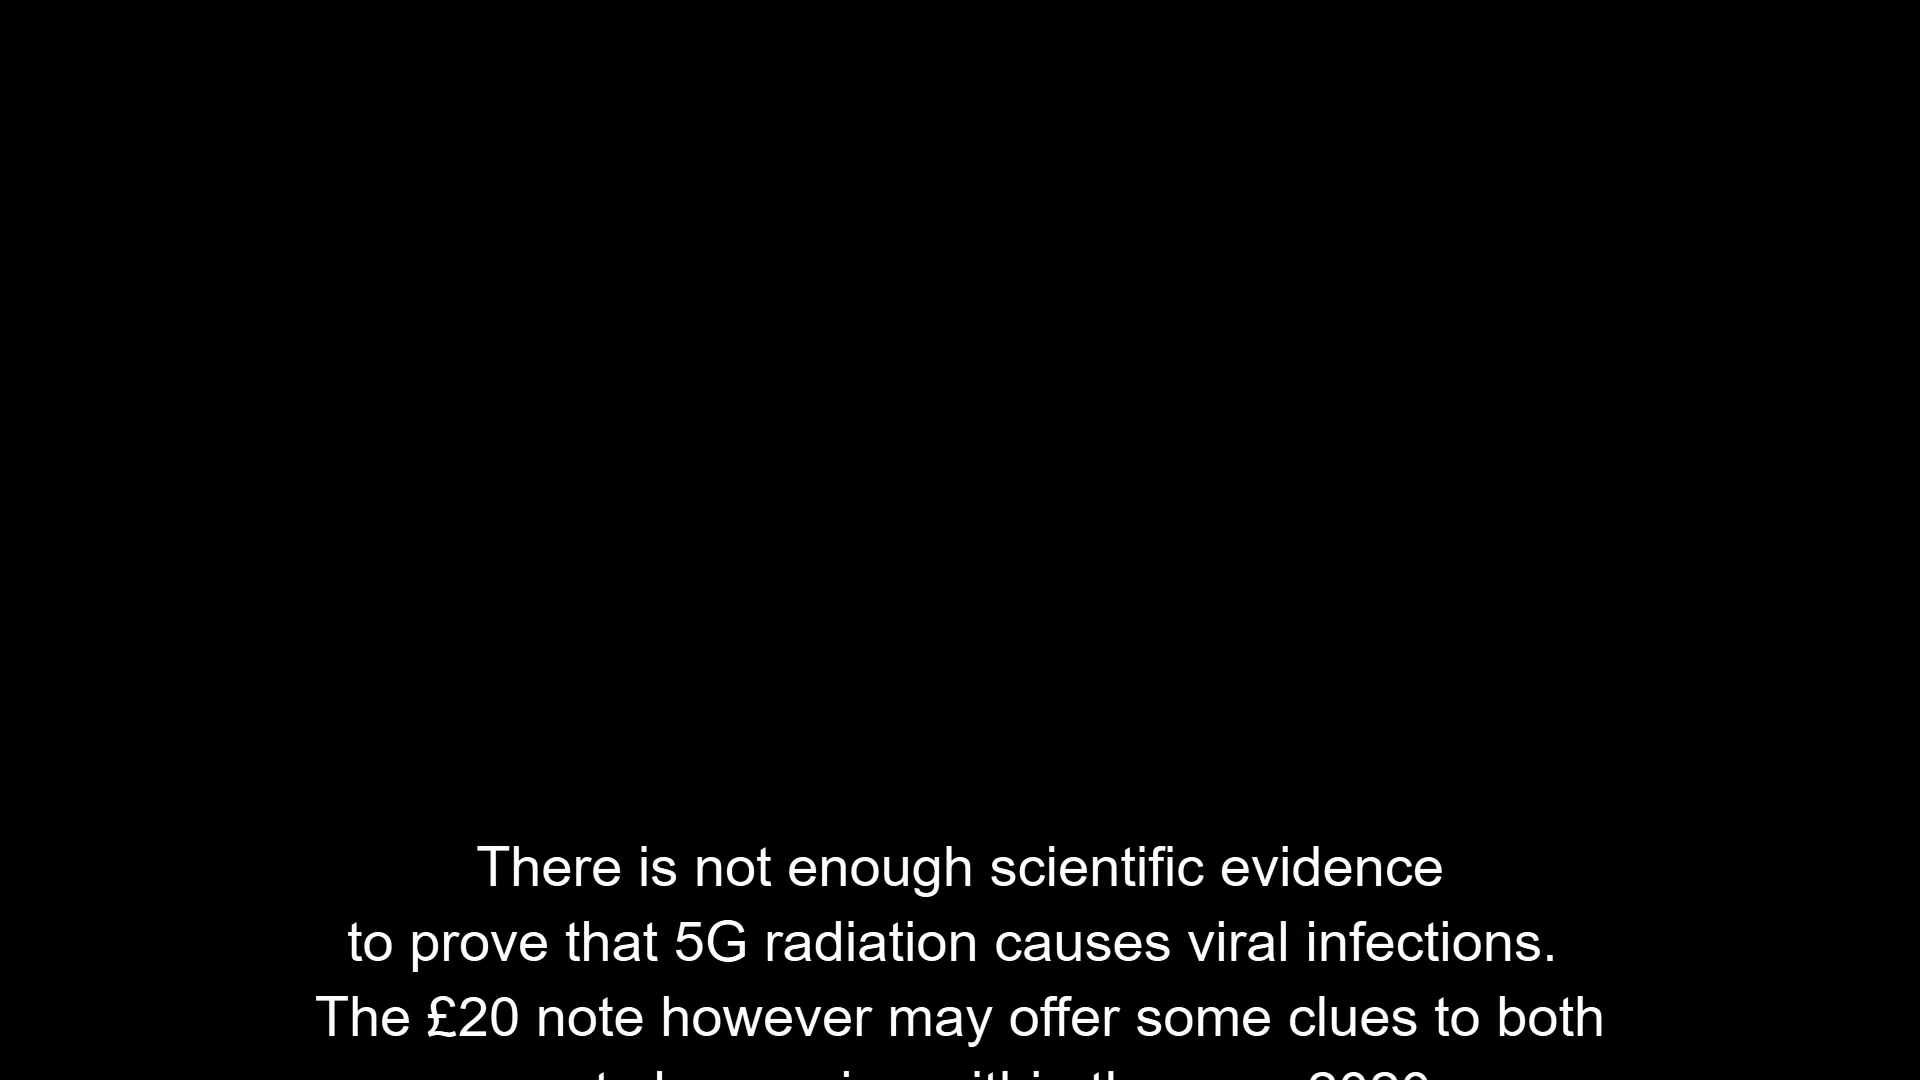 There is not enough scientific evidence
to prove that 5G radiation causes viral infections.
The £20 note however may offer some clues to both